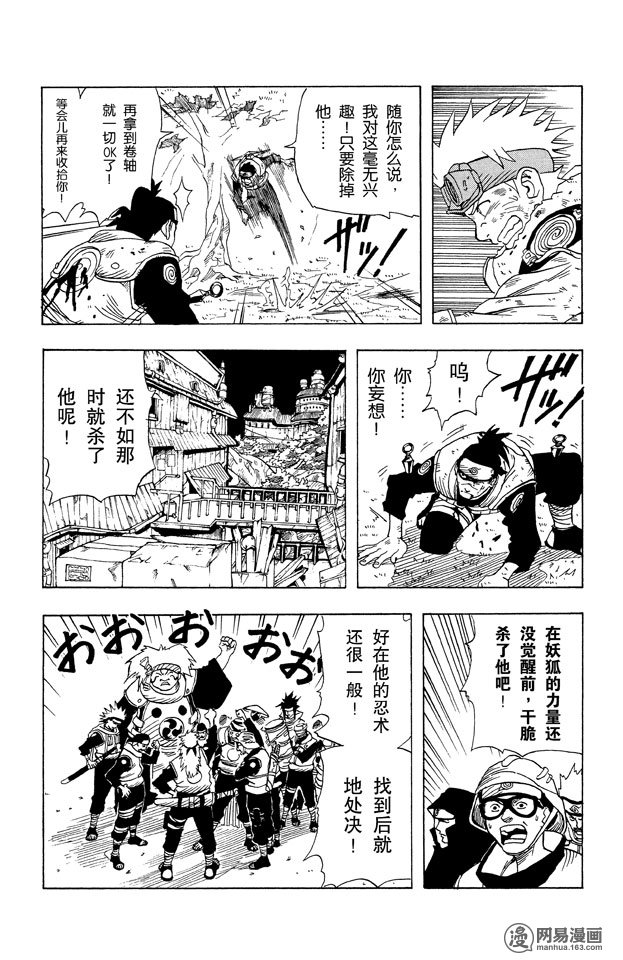 随你怎么说，
我对这毫无兴
趣！只要除掉
他……
再拿到卷轴
就一切OK了！
等会儿再来收拾你！
バッ!!
呜！
你……
你妄想！
还不如那
时就杀了
他呢！
在妖狐的力量还
没觉醒前，干脆
杀了他吧！
好在他的忍术
还很一般！
找到后就
地处决！
おおおおお
网易漫画
manhua.163.com